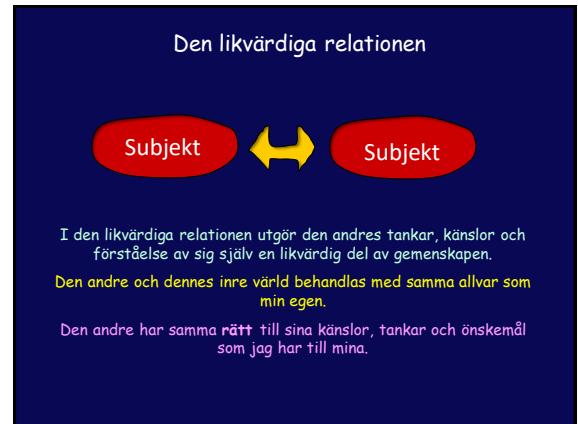 Den likvärdiga relationen
Subjekt
Subjekt
I den likvärdiga relationen utgör den andres tankar, känslor och
förståelse av sig själv en likvärdig del av gemenskapen.
Den andre och dennes inre värld behandlas med samma allvar som
min egen.
Den andre har samma rätt till sina känslor, tankar och önskemål
som jag har till mina.